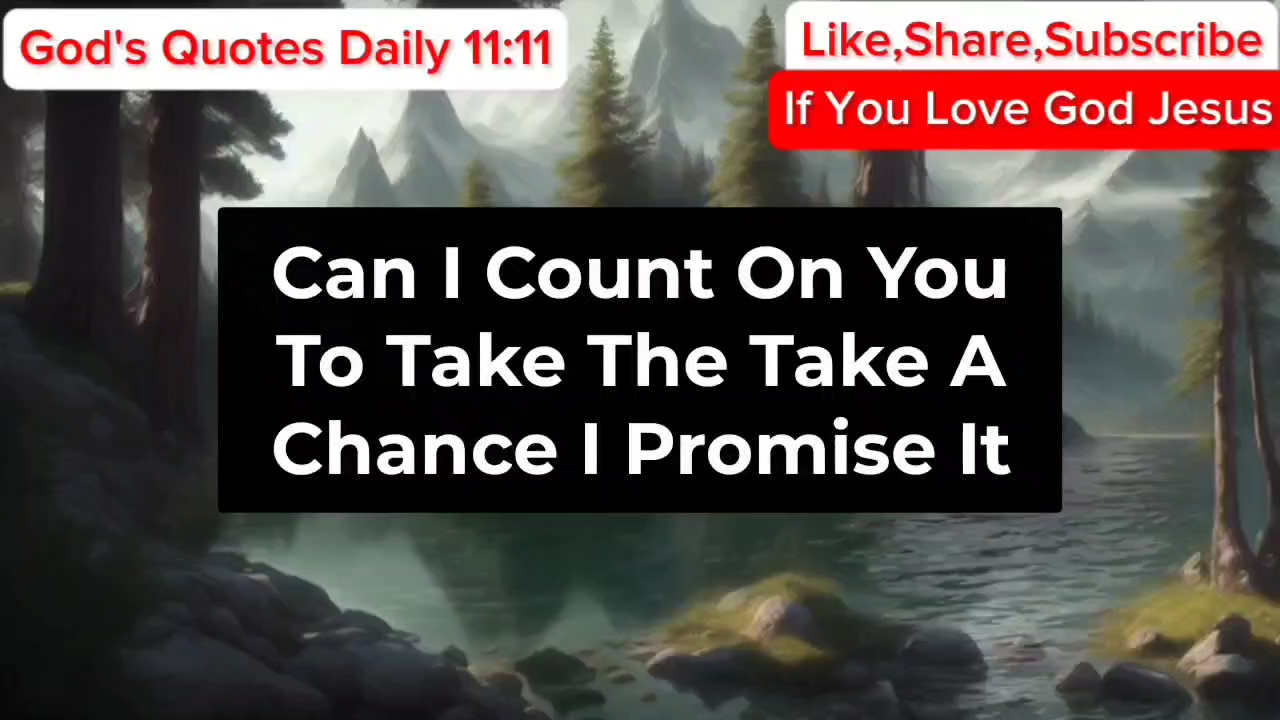 God's Quotes Daily 11:11
Like,Share,Subscribe
If You Love God Jesus
Can I Count On You
To Take The Take A
Chance I Promise It